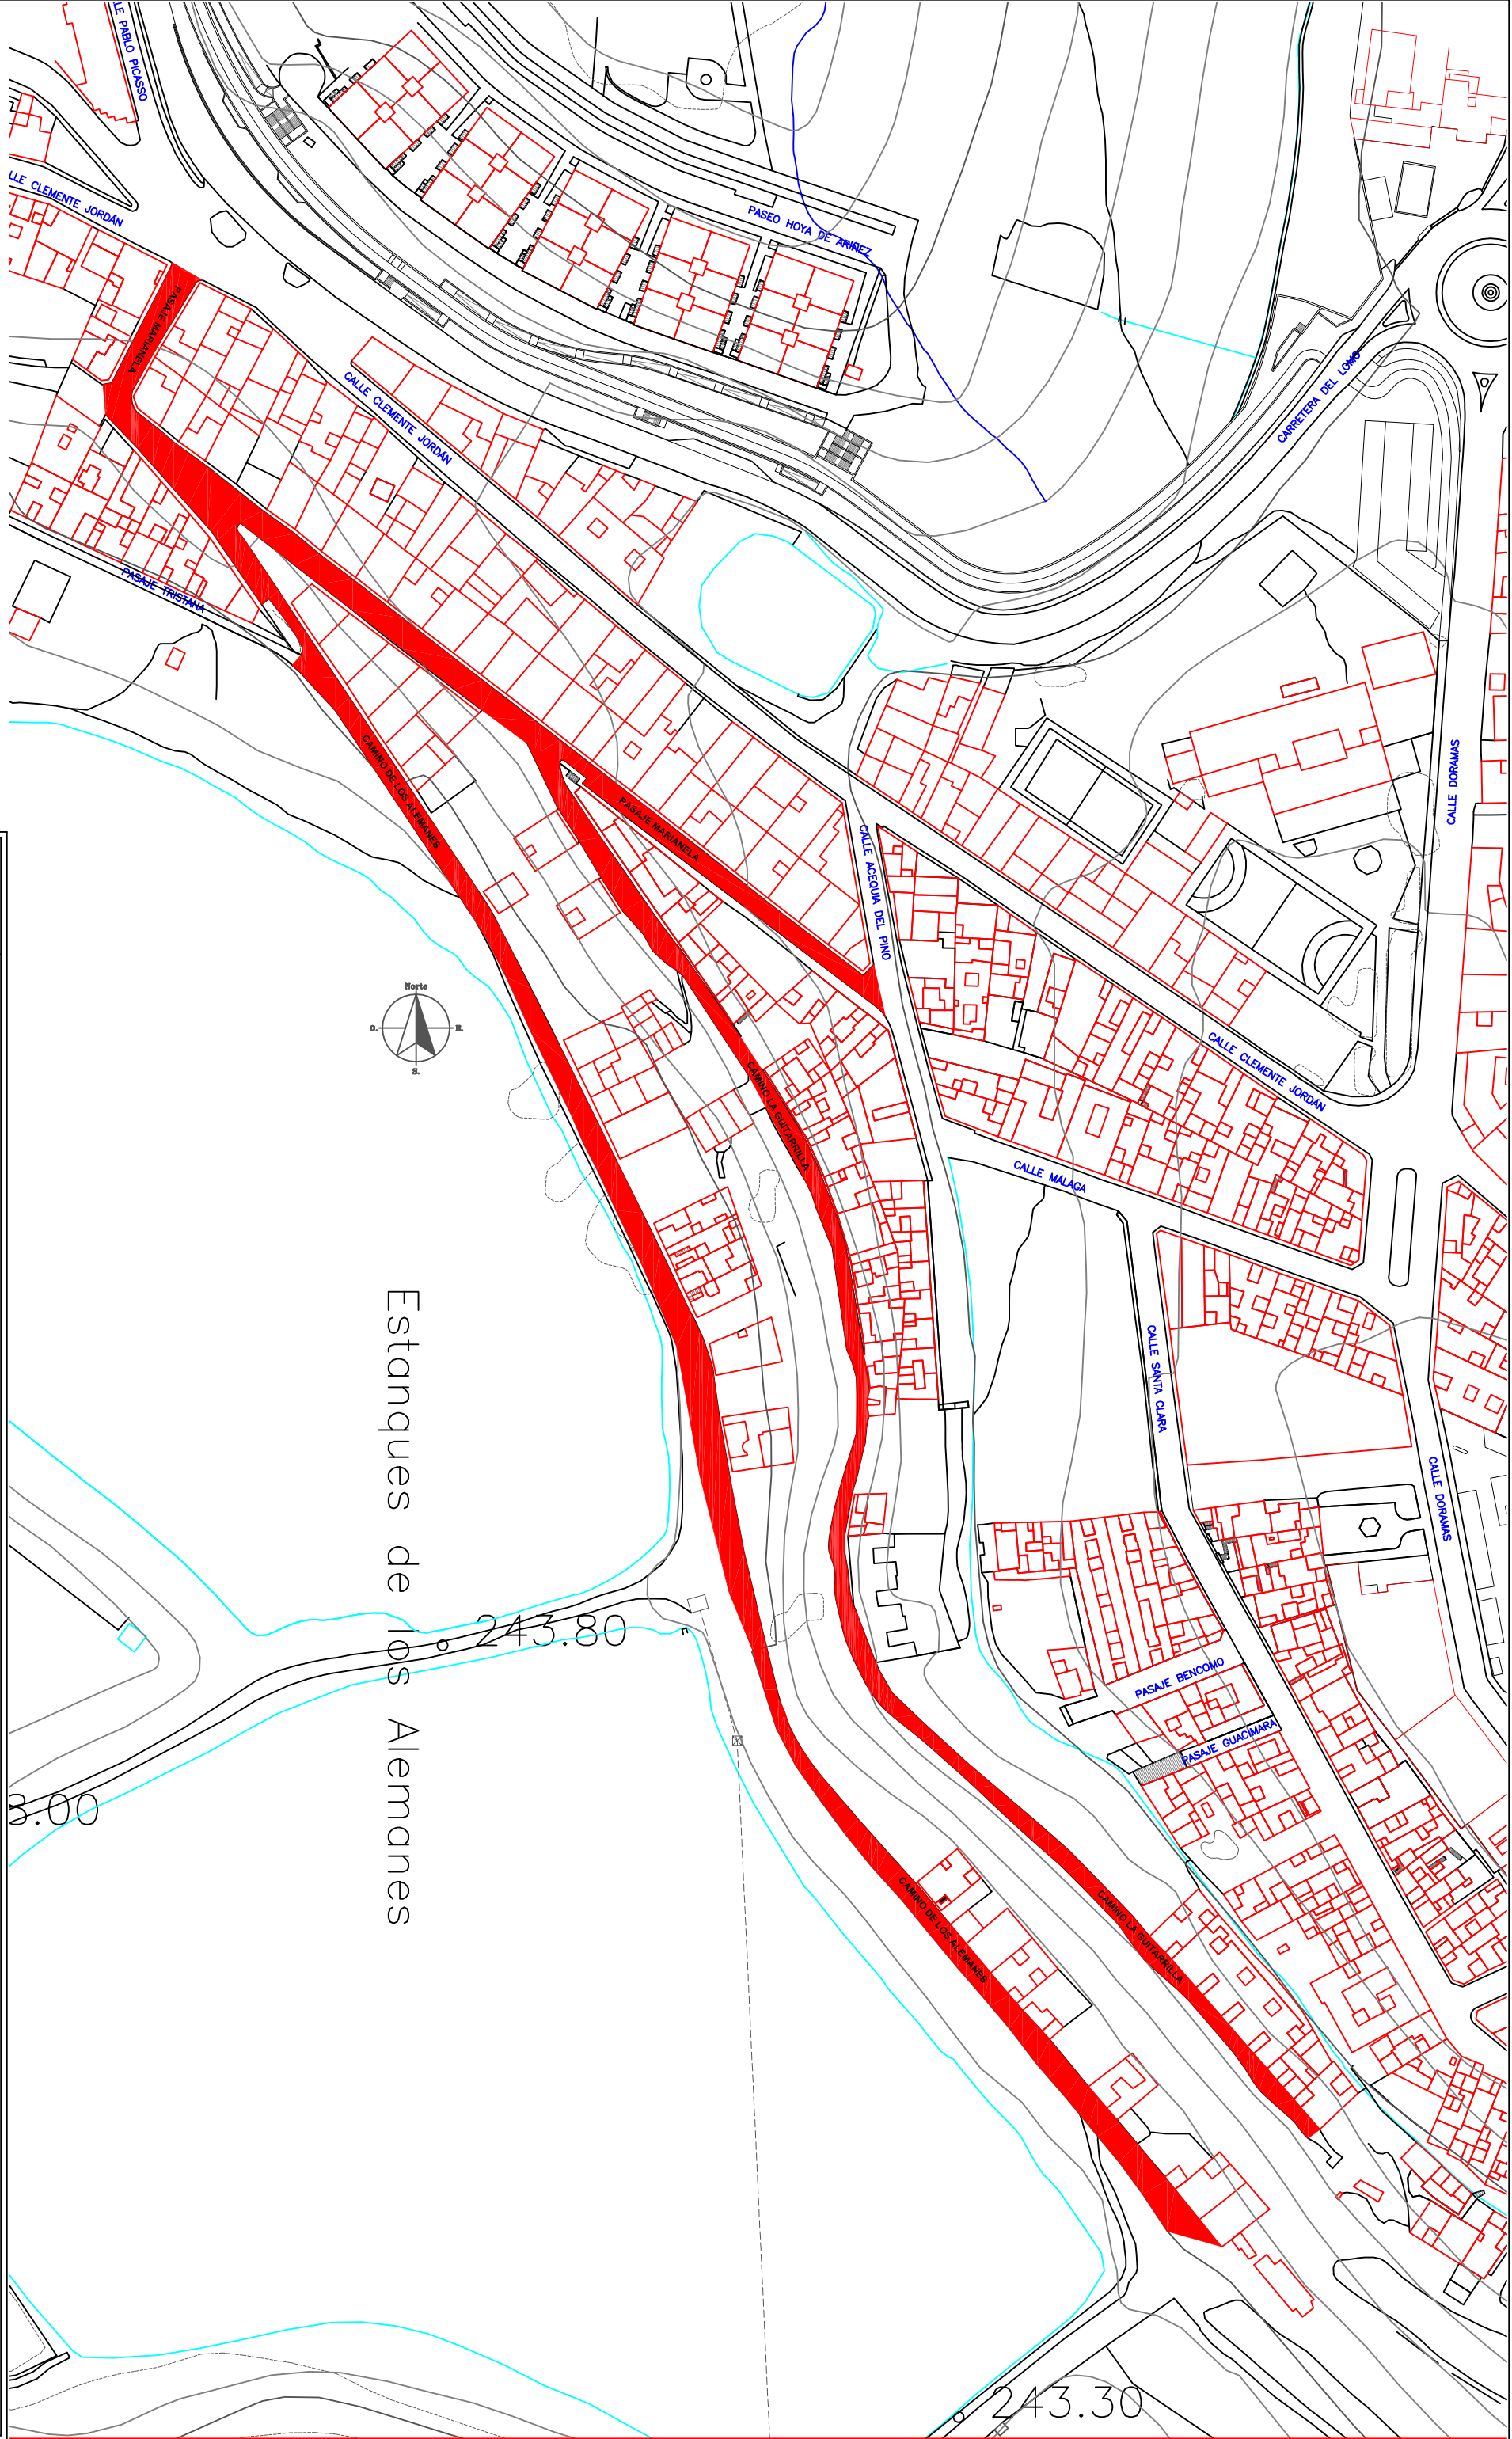 LE PABLO PICASSO
LLE CLEMENTE JORDÁN
PASEO HOYA DE ARIÑEZ
PASAJE MARIANELA
CALLE CLEMENTE JORDÁN
CARRETERA DEL LOMO
PASAJE TRISTANA
CAMINO DE LOS ALEMANES
PASAJE MARIANELA
CALLE ACEQUIA DEL PINO
CALLE DORAMAS
Norte
O.
E.
S.
CAMINO LA GUITARRILLA
CALLE CLEMENTE JORDÁN
CALLE MÁLAGA
CALLE SANTA CLARA
CALLE DORAMAS
Estanques de los Alemanes
243.80
PASAJE BENCOMO
PASAJE GUACIMARA
3.00
CAMINO DE LOS ALEMANES
CAMINO LA GUITARRILLA
243.30